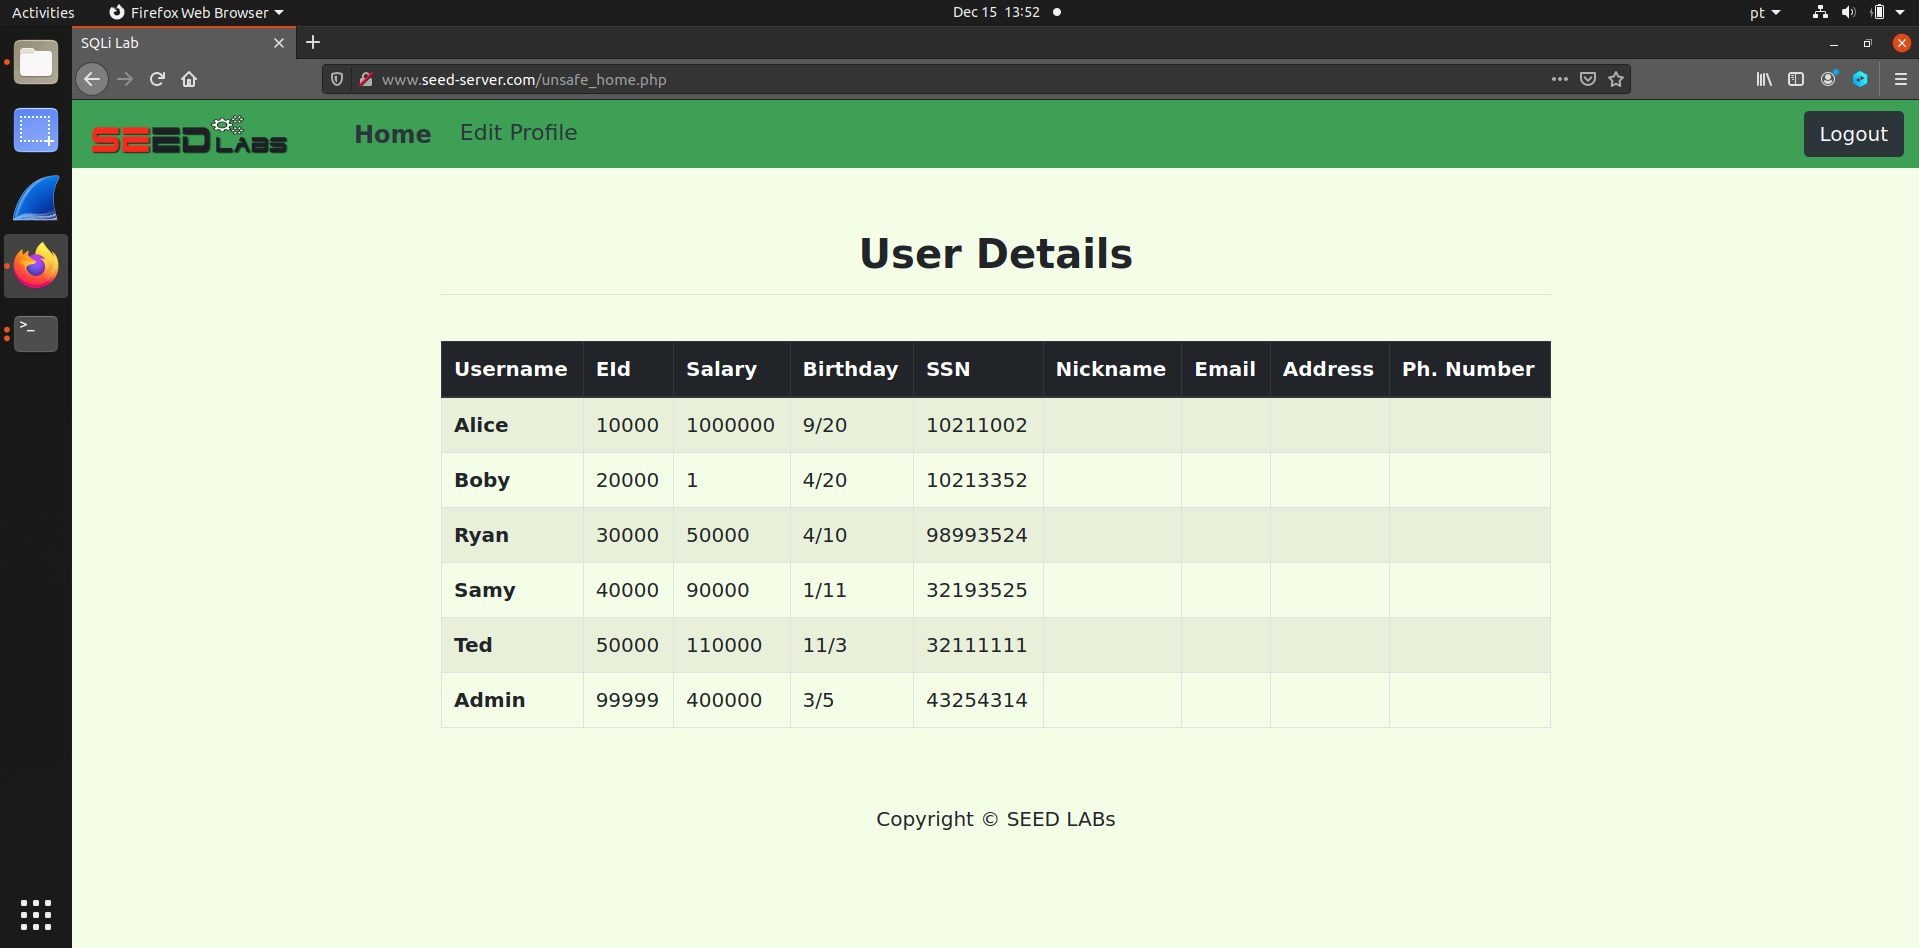 Activities Firefox Web Browser Dec 15 13:52 pt
SQLi Lab
www.seed-server.com/unsafe_home.php
SEED LABS Home Edit Profile Logout
User Details
Username EId Salary Birthday SSN Nickname Email Address Ph. Number
Alice 10000 1000000 9/20 10211002
Boby 20000 1 4/20 10213352
Ryan 30000 50000 4/10 98993524
Samy 40000 90000 1/11 32193525
Ted 50000 110000 11/3 32111111
Admin 99999 400000 3/5 43254314
Copyright © SEED LABs